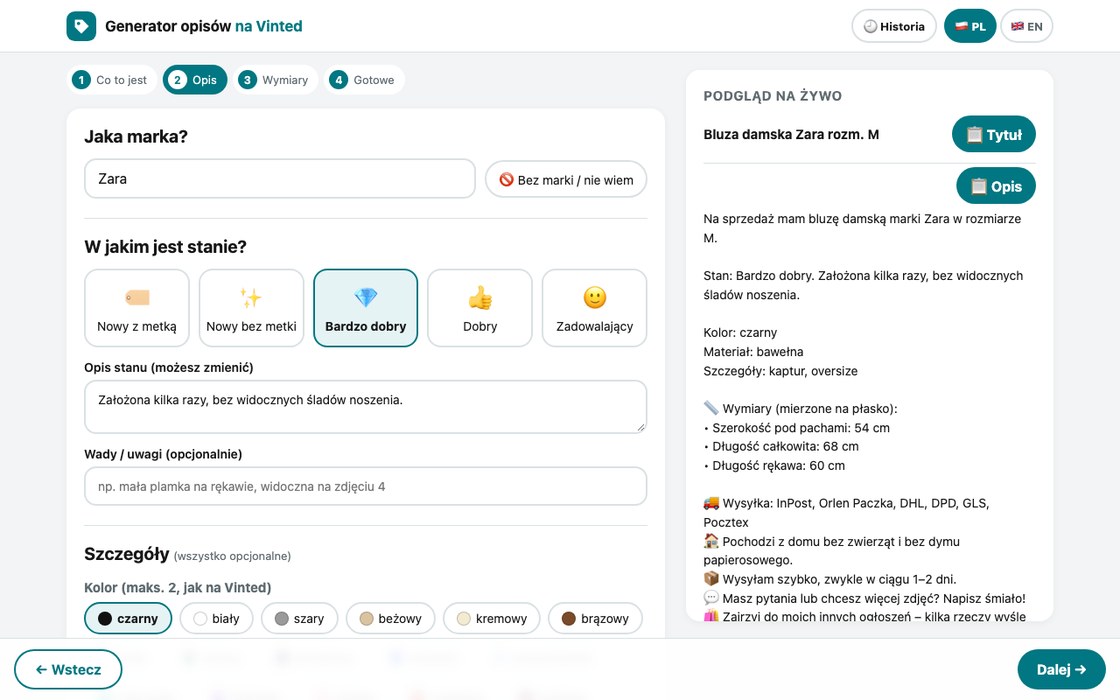 Generator opisów na Vinted
🕘 Historia
🇵🇱 PL
🇬🇧 EN
1 Co to jest
2 Opis
3 Wymiary
4 Gotowe
Jaka marka?
Zara
🚫 Bez marki / nie wiem
W jakim jest stanie?
Nowy z metką
Nowy bez metki
Bardzo dobry
Dobry
Zadowalający
Opis stanu (możesz zmienić)
Założona kilka razy, bez widocznych śladów noszenia.
Wady / uwagi (opcjonalnie)
np. mała plamka na rękawie, widoczna na zdjęciu 4
Szczegóły (wszystko opcjonalne)
Kolor (maks. 2, jak na Vinted)
czarny
biały
szary
beżowy
kremowy
brązowy
PODGLĄD NA ŻYWO
Bluza damska Zara rozm. M
📋 Tytuł
📋 Opis
Na sprzedaż mam bluzę damską marki Zara w rozmiarze
M.
Stan: Bardzo dobry. Założona kilka razy, bez widocznych
śladów noszenia.
Kolor: czarny
Materiał: bawełna
Szczegóły: kaptur, oversize
📏 Wymiary (mierzone na płasko):
• Szerokość pod pachami: 54 cm
• Długość całkowita: 68 cm
• Długość rękawa: 60 cm
🚚 Wysyłka: InPost, Orlen Paczka, DHL, DPD, GLS,
Pocztex
🏠 Pochodzi z domu bez zwierząt i bez dymu
papierosowego.
📦 Wysyłam szybko, zwykle w ciągu 1–2 dni.
💬 Masz pytania lub chcesz więcej zdjęć? Napisz śmiało!
🛍️ Zajrzyj do moich innych ogłoszeń – kilka rzeczy wyślę
← Wstecz
Dalej →